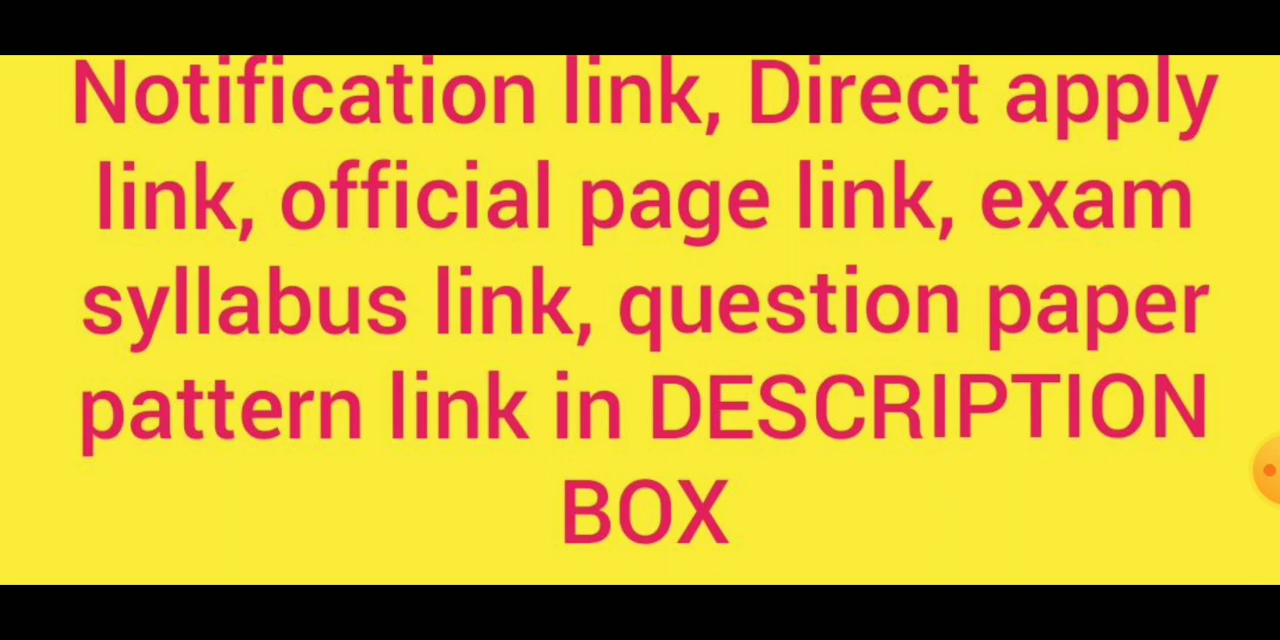 Notification link, Direct apply
link, official page link, exam
syllabus link, question paper
pattern link in DESCRIPTION
BOX